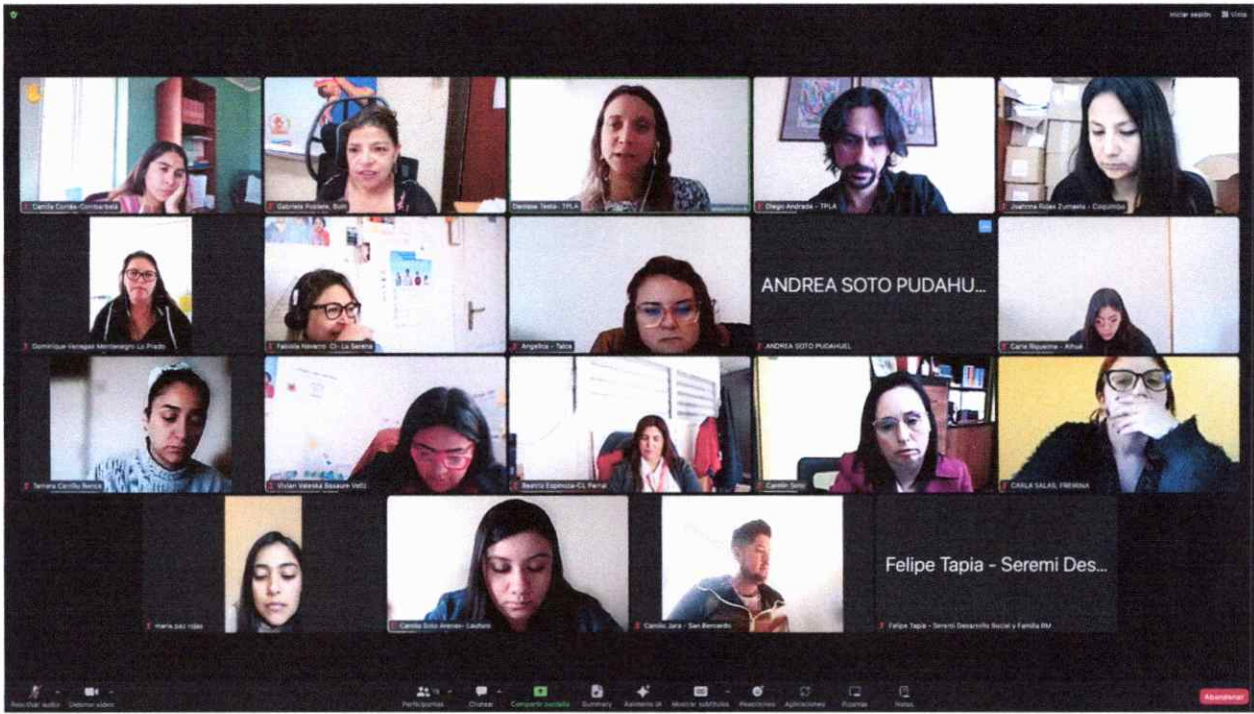 Iniciar sesión Vista
Camila Cortés-Combarbalá
Gabriela Poblete, Buin
Denisse Testa- TPLA
Diego Andrade - TPLA
Joahnna Rojas Zumaeta - Coquimbo
Dominique Venegas Montenegro Lo Prado
Fabiola Navarro CI- La Serena
Angelica - Talca
ANDREA SOTO PUDAHU...
ANDREA SOTO PUDAHUEL
Carla Riquelme - Alhué
Tamara Carrillo Renca
Vivian Valeska Basaure
Beatriz Espinoza-CL Parral
Carolin Soto
CARLA SALAS, FREIRINA
maria paz rojas
Camila Soto Arenas- Lautaro
Camilo Jara - San Bernardo
Felipe Tapia - Seremi Des...
Felipe Tapia - Seremi Desarrollo Social y Familia RM
Reactivar audio Detener video Participantes 19 Chatear Compartir pantalla Summary Asistente IA Mostrar subtítulos Reacciones Aplicaciones Pizarras Notas Abandonar